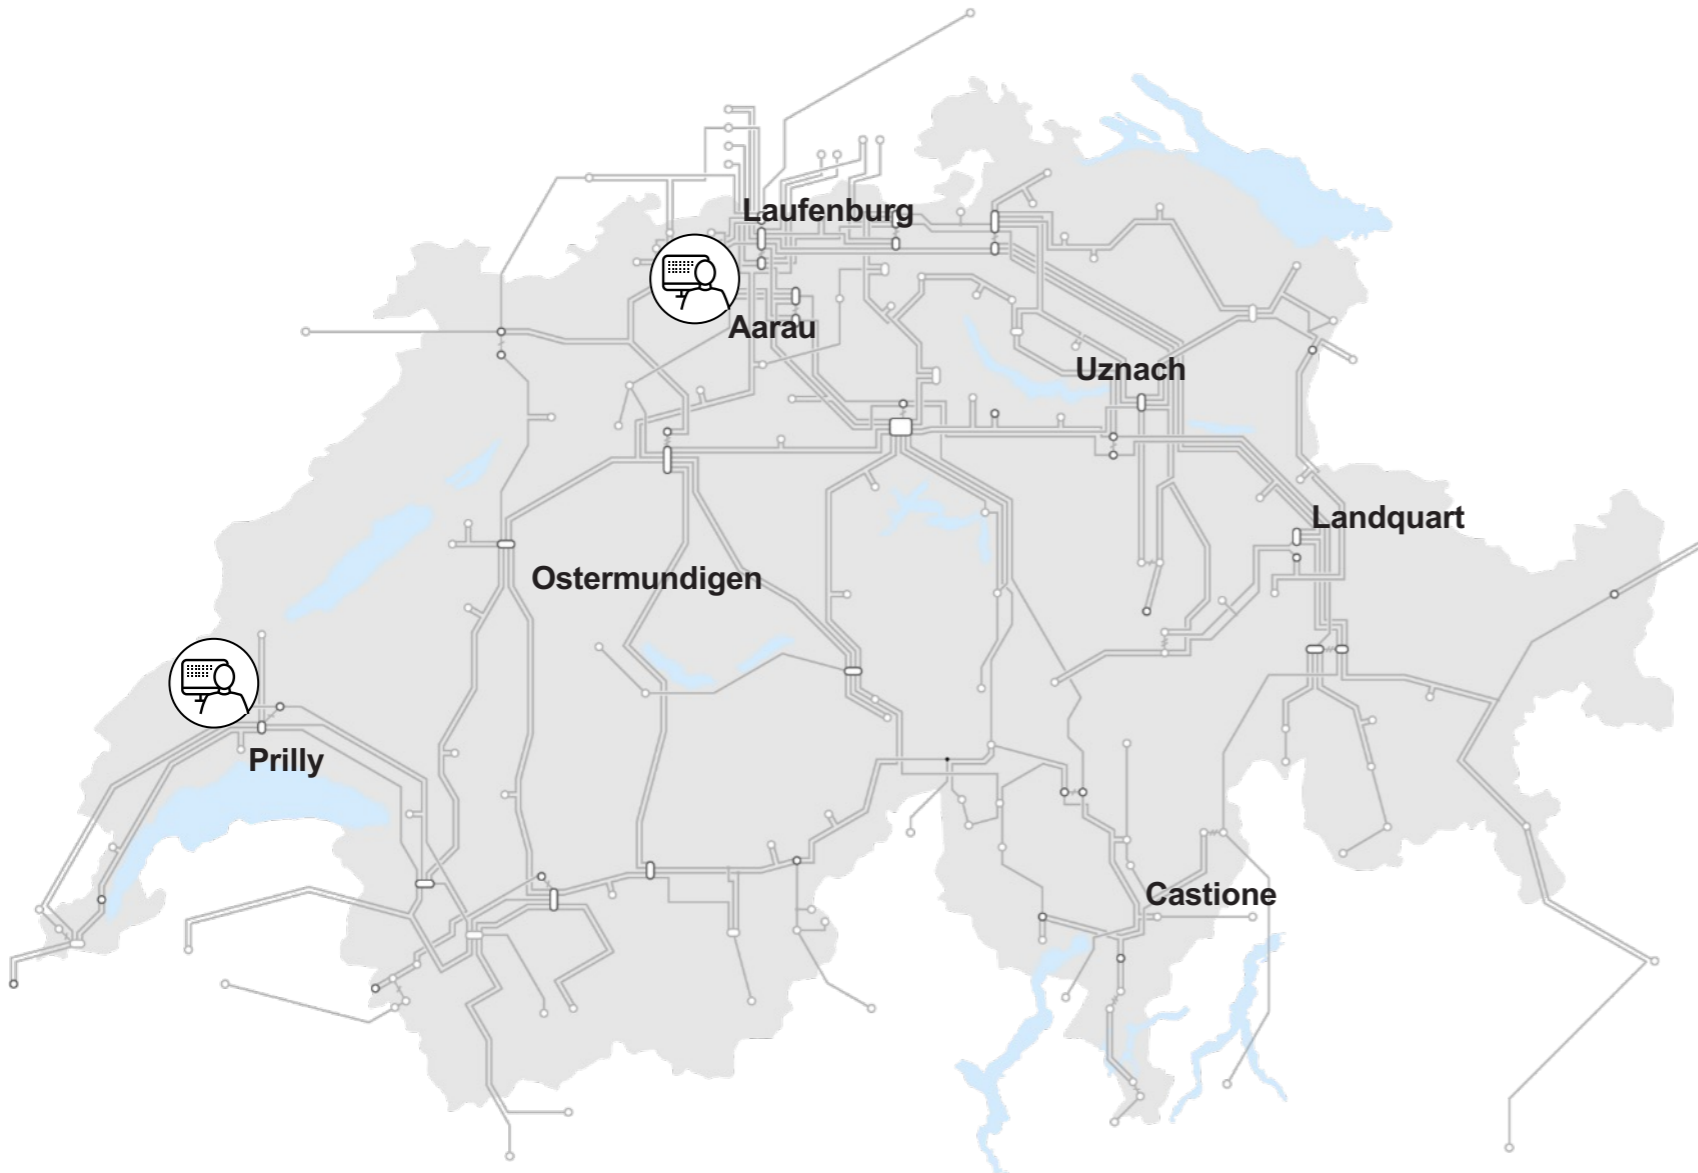 Laufenburg
Aarau
Uznach
Landquart
Ostermundigen
Prilly
Castione